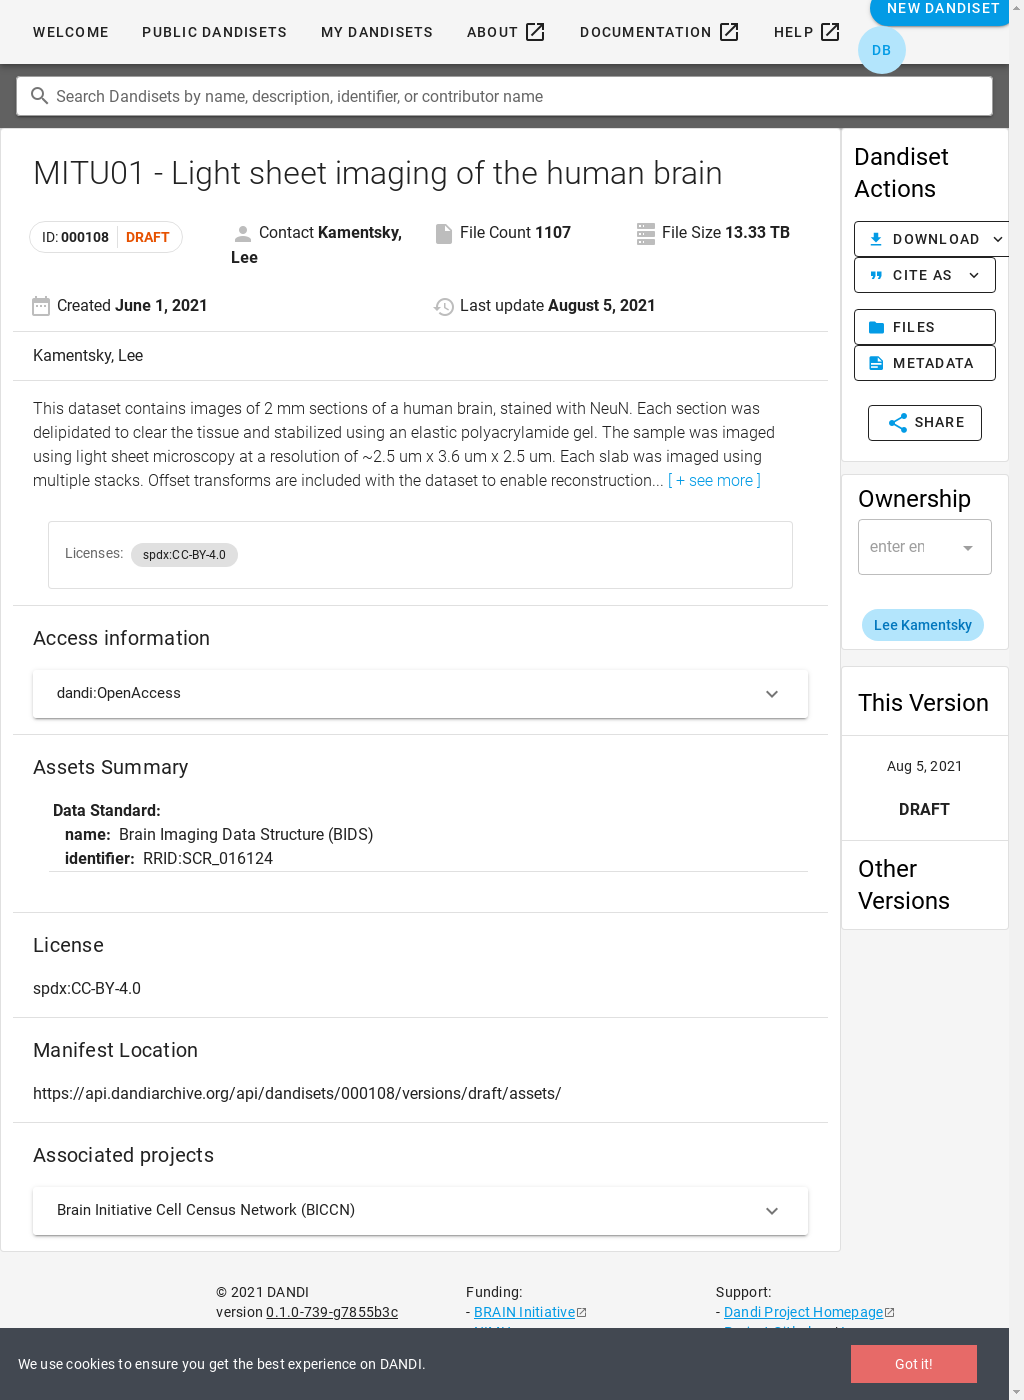 WELCOME PUBLIC DANDISETS MY DANDISETS ABOUT DOCUMENTATION HELP NEW DANDISET
DB
Search Dandisets by name, description, identifier, or contributor name
MITU01 - Light sheet imaging of the human brain
ID: 000108 DRAFT
Contact Kamentsky,
Lee
File Count 1107
File Size 13.33 TB
Created June 1, 2021
Last update August 5, 2021
Kamentsky, Lee
This dataset contains images of 2 mm sections of a human brain, stained with NeuN. Each section was
delipidated to clear the tissue and stabilized using an elastic polyacrylamide gel. The sample was imaged
using light sheet microscopy at a resolution of ~2.5 um x 3.6 um x 2.5 um. Each slab was imaged using
multiple stacks. Offset transforms are included with the dataset to enable reconstruction... [ + see more ]
Licenses: spdx:CC-BY-4.0
Access information
dandi:OpenAccess
Assets Summary
Data Standard:
name: Brain Imaging Data Structure (BIDS)
identifier: RRID:SCR_016124
License
spdx:CC-BY-4.0
Manifest Location
https://api.dandiarchive.org/api/dandisets/000108/versions/draft/assets/
Associated projects
Brain Initiative Cell Census Network (BICCN)
Dandiset
Actions
DOWNLOAD
CITE AS
FILES
METADATA
SHARE
Ownership
enter en
Lee Kamentsky
This Version
Aug 5, 2021
DRAFT
Other
Versions
© 2021 DANDI
version 0.1.0-739-g7855b3c
Funding:
- BRAIN Initiative
Support:
- Dandi Project Homepage
We use cookies to ensure you get the best experience on DANDI.
Got it!